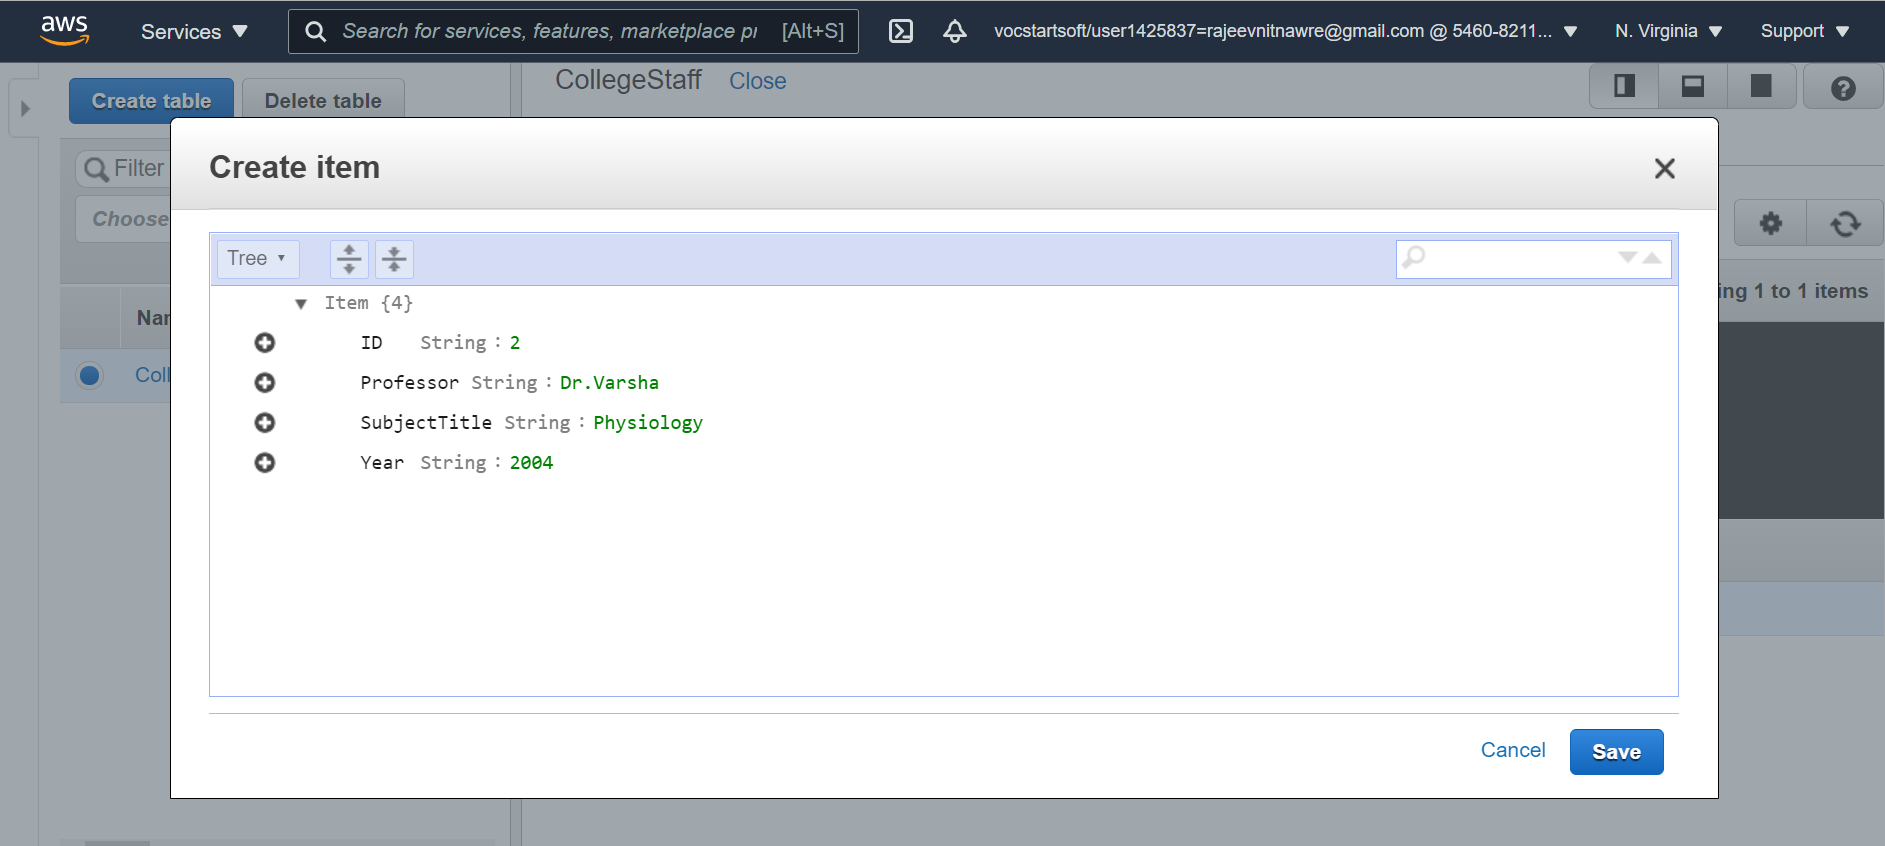 aws Services Search for services, features, marketplace pr [Alt+S] vocstartsoft/user1425837=rajeevnitnawre@gmail.com @ 5460-8211... N. Virginia Support
Create table Delete table CollegeStaff Close
Create item
Filter
Choose
Tree
ing 1 to 1 items
Item {4}
Nar
ID String : 2
Coll
Professor String : Dr.Varsha
SubjectTitle String : Physiology
Year String : 2004
Cancel Save